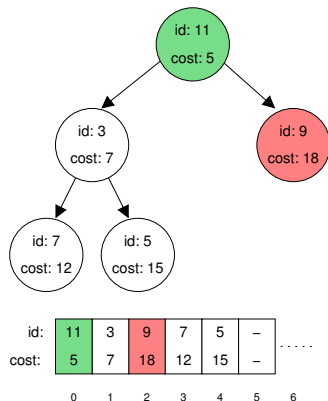 id: 11
cost: 5
id: 3
cost: 7
id: 9
cost: 18
id: 7
cost: 12
id: 5
cost: 15
id: 11 3 9 7 5 – .....
cost: 5 7 18 12 15 –
0 1 2 3 4 5 6